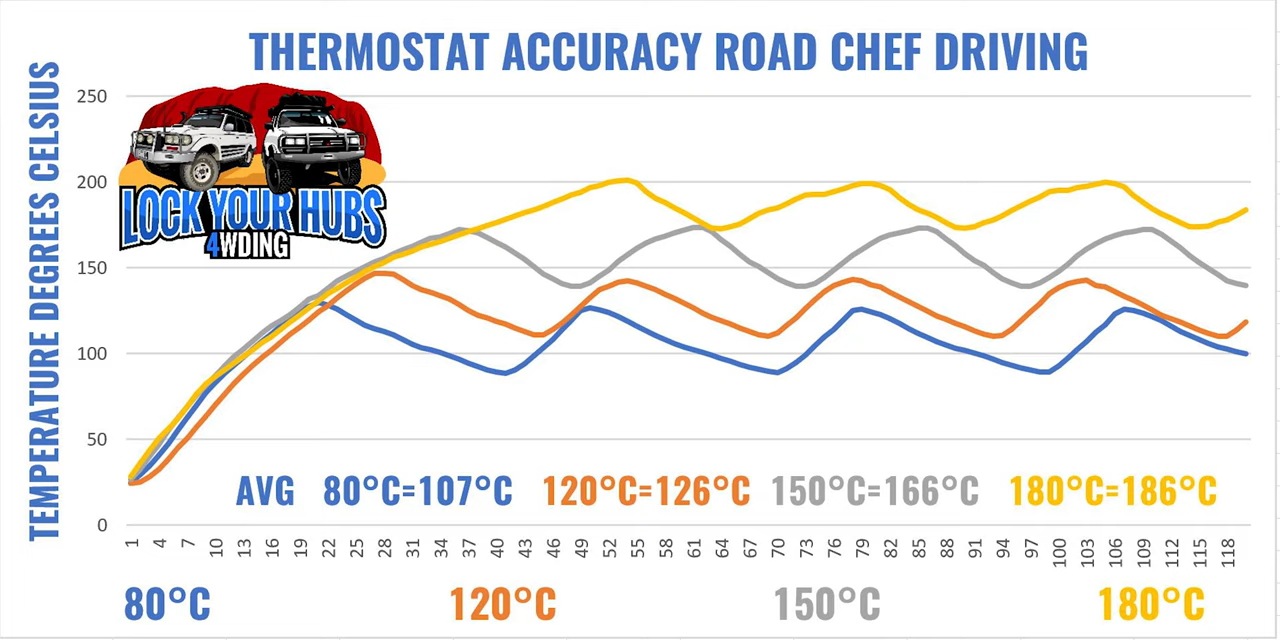 THERMOSTAT ACCURACY ROAD CHEF DRIVING
TEMPERATURE DEGREES CELSIUS
250
200
150
100
50
0
LOCK YOUR HUBS
4WDING
AVG 80°C=107°C 120°C=126°C 150°C=166°C 180°C=186°C
1 4 7 10 13 16 19 22 25 28 31 34 37 40 43 46 49 52 55 58 61 64 67 70 73 76 79 82 85 88 91 94 97 100 103 106 109 112 115 118
80°C 120°C 150°C 180°C